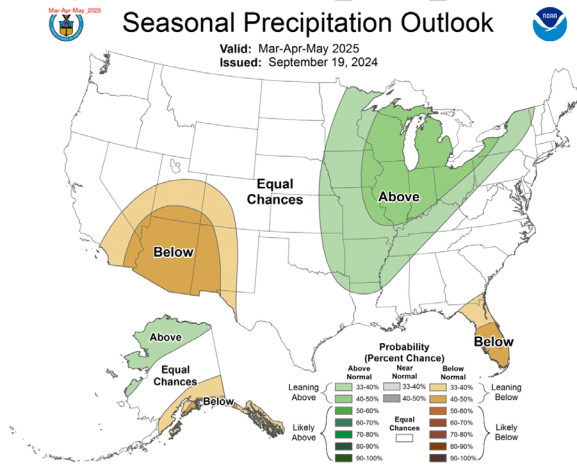 Mar-Apr-May_2025
Seasonal Precipitation Outlook
NOAA
Valid: Mar-Apr-May 2025
Issued: September 19, 2024
Equal
Chances
Above
Below
Below
Above
Equal
Chances
Below
Probability
(Percent Chance)
Above
Normal
Near
Normal
Below
Normal
Leaning
Above
33-40%
40-50%
33-40%
40-50%
33-40%
40-50%
Leaning
Below
Likely
Above
50-60%
60-70%
70-80%
80-90%
90-100%
Equal
Chances
50-60%
60-70%
70-80%
80-90%
90-100%
Likely
Below